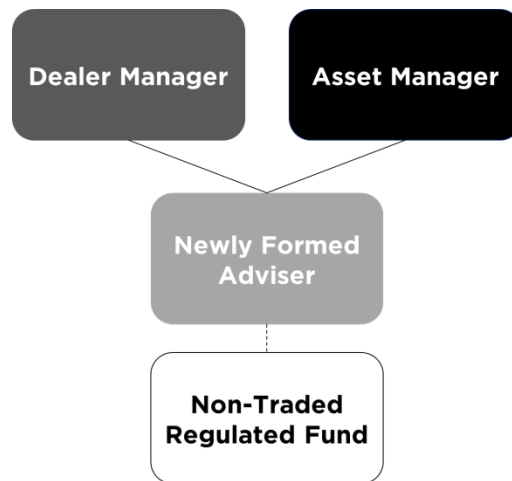 Dealer Manager
Asset Manager
Newly Formed
Adviser
Non-Traded
Regulated Fund